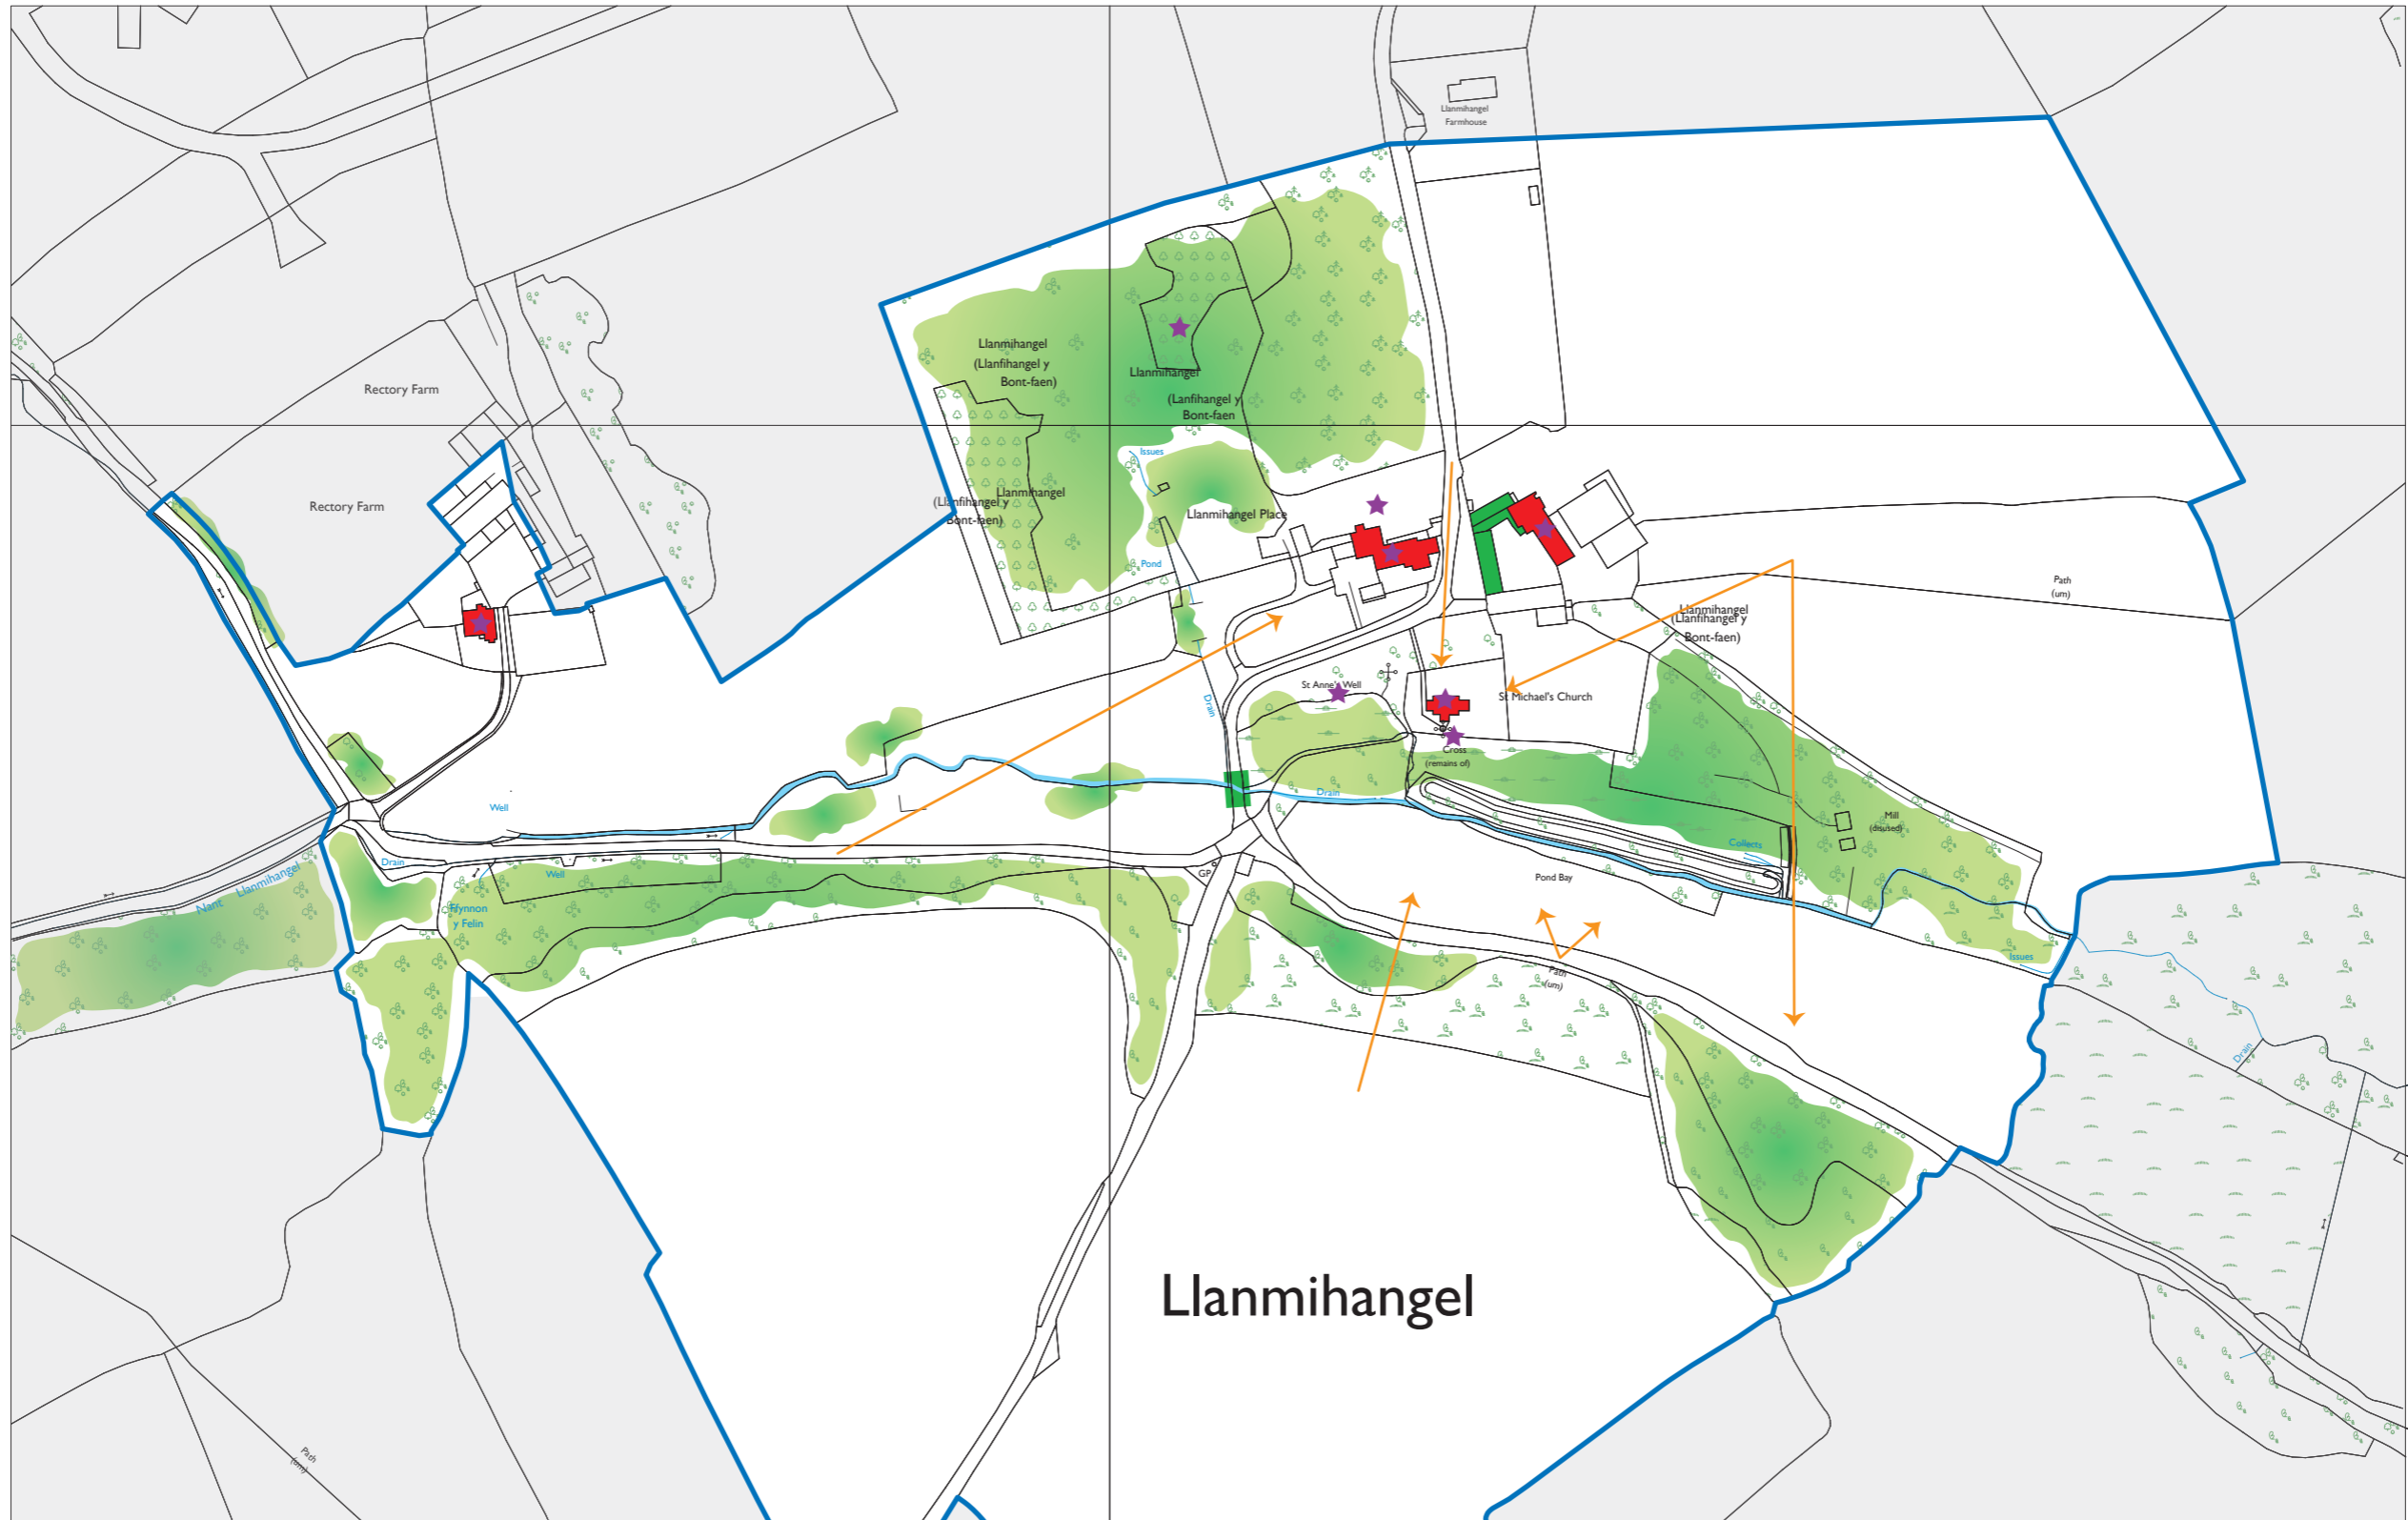 Llanmihangel
Farmhouse
Llanmihangel
(Llanfihangel y
Bont-faen)
Llanmihangel
(Lanfihangel y
Bont-faen
Rectory Farm
Rectory Farm
Issues
Llanmihangel
(Llanfihangel y
Bont-faen)
Llanmihangel Place
Pond
Path
(um)
Llanmihangel
(Llanfihangel y
Bont-faen)
St Anne's Well
St Michael's Church
Drain
Cross
(remains of)
Well
Drain
Mill
(disused)
Collects
Drain
Well
GP
Pond Bay
Nant Llanmihangel
Ffynnon
y Felin
Issues
Path
(um)
Drain
Llanmihangel
Path
(um)